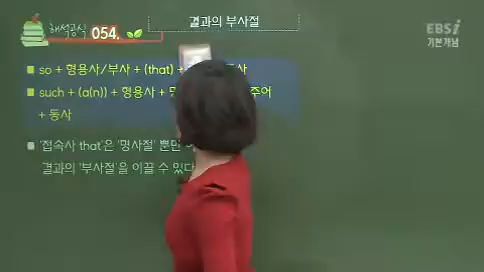 해석공식 054.
결과의 부사절
EBSi
기본개념
so + 형용사/부사 + (that) +
such + (a(n)) + 형용사 + 주어
+ 동사
'접속사 that'은 '명사절' 뿐만
결과의 '부사절'을 이끌 수 있다